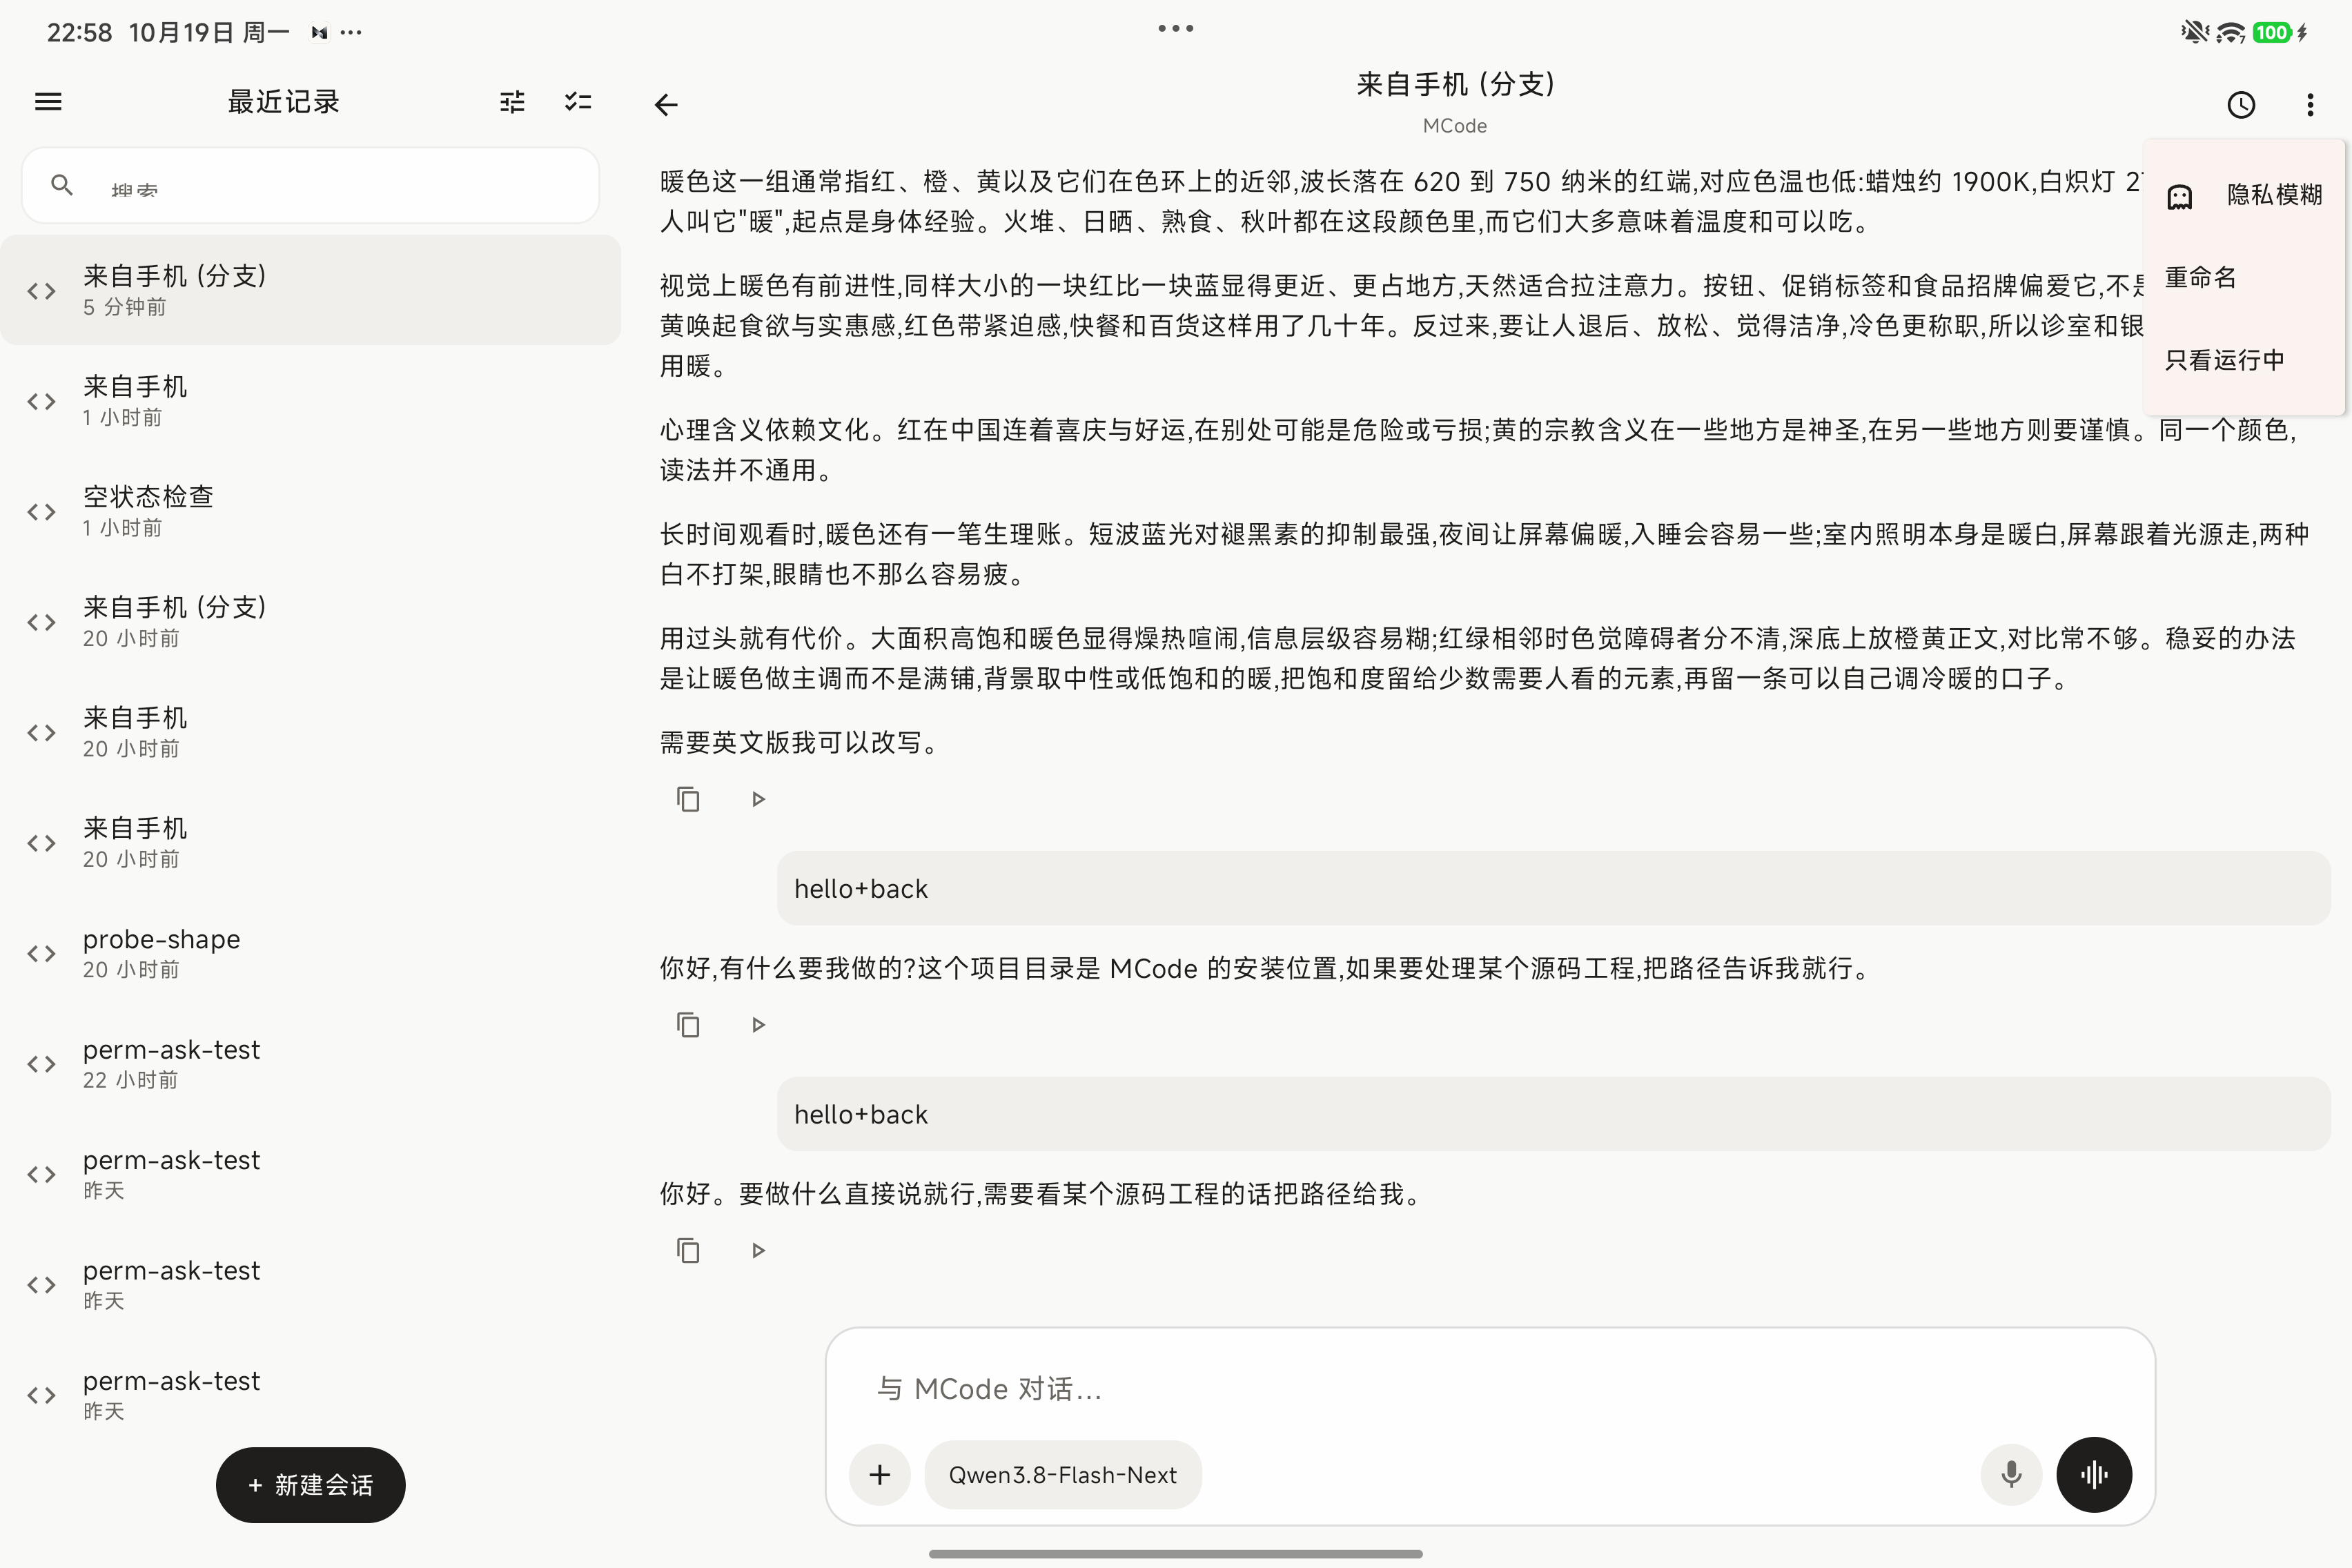 22:58 10月19日 周一
100
最近记录
搜索
来自手机 (分支)
5 分钟前
来自手机
1 小时前
空状态检查
1 小时前
来自手机 (分支)
20 小时前
来自手机
20 小时前
来自手机
20 小时前
probe-shape
20 小时前
perm-ask-test
22 小时前
perm-ask-test
昨天
perm-ask-test
昨天
perm-ask-test
昨天
+ 新建会话
来自手机 (分支)
MCode
隐私模糊
重命名
只看运行中
暖色这一组通常指红、橙、黄以及它们在色环上的近邻,波长落在 620 到 750 纳米的红端,对应色温也低:蜡烛约 1900K,白炽灯
人叫它"暖",起点是身体经验。火堆、日晒、熟食、秋叶都在这段颜色里,而它们大多意味着温度和可以吃。
视觉上暖色有前进性,同样大小的一块红比一块蓝显得更近、更占地方,天然适合拉注意力。按钮、促销标签和食品招牌偏爱它,不是
黄唤起食欲与实惠感,红色带紧迫感,快餐和百货这样用了几十年。反过来,要让人退后、放松、觉得洁净,冷色更称职,所以诊室和银
用暖。
心理含义依赖文化。红在中国连着喜庆与好运,在别处可能是危险或亏损;黄的宗教含义在一些地方是神圣,在另一些地方则要谨慎。同一个颜色,
读法并不通用。
长时间观看时,暖色还有一笔生理账。短波蓝光对褪黑素的抑制最强,夜间让屏幕偏暖,入睡会容易一些;室内照明本身是暖白,屏幕跟着光源走,两种
白不打架,眼睛也不那么容易疲。
用过头就有代价。大面积高饱和暖色显得燥热喧闹,信息层级容易糊;红绿相邻时色觉障碍者分不清,深底上放橙黄正文,对比常不够。稳妥的办法
是让暖色做主调而不是满铺,背景取中性或低饱和的暖,把饱和度留给少数需要人看的元素,再留一条可以自己调冷暖的口子。
需要英文版我可以改写。
hello+back
你好,有什么要我做的?这个项目目录是 MCode 的安装位置,如果要处理某个源码工程,把路径告诉我就行。
hello+back
你好。要做什么直接说就行,需要看某个源码工程的话把路径给我。
与 MCode 对话...
Qwen3.8-Flash-Next